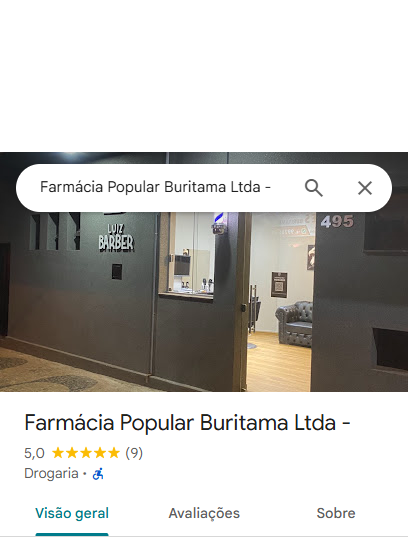 Farmácia Popular Buritama Ltda -
LUIZ
BARBER
495
Farmácia Popular Buritama Ltda -
5,0 (9)
Drogaria ·
Visão geral
Avaliações
Sobre